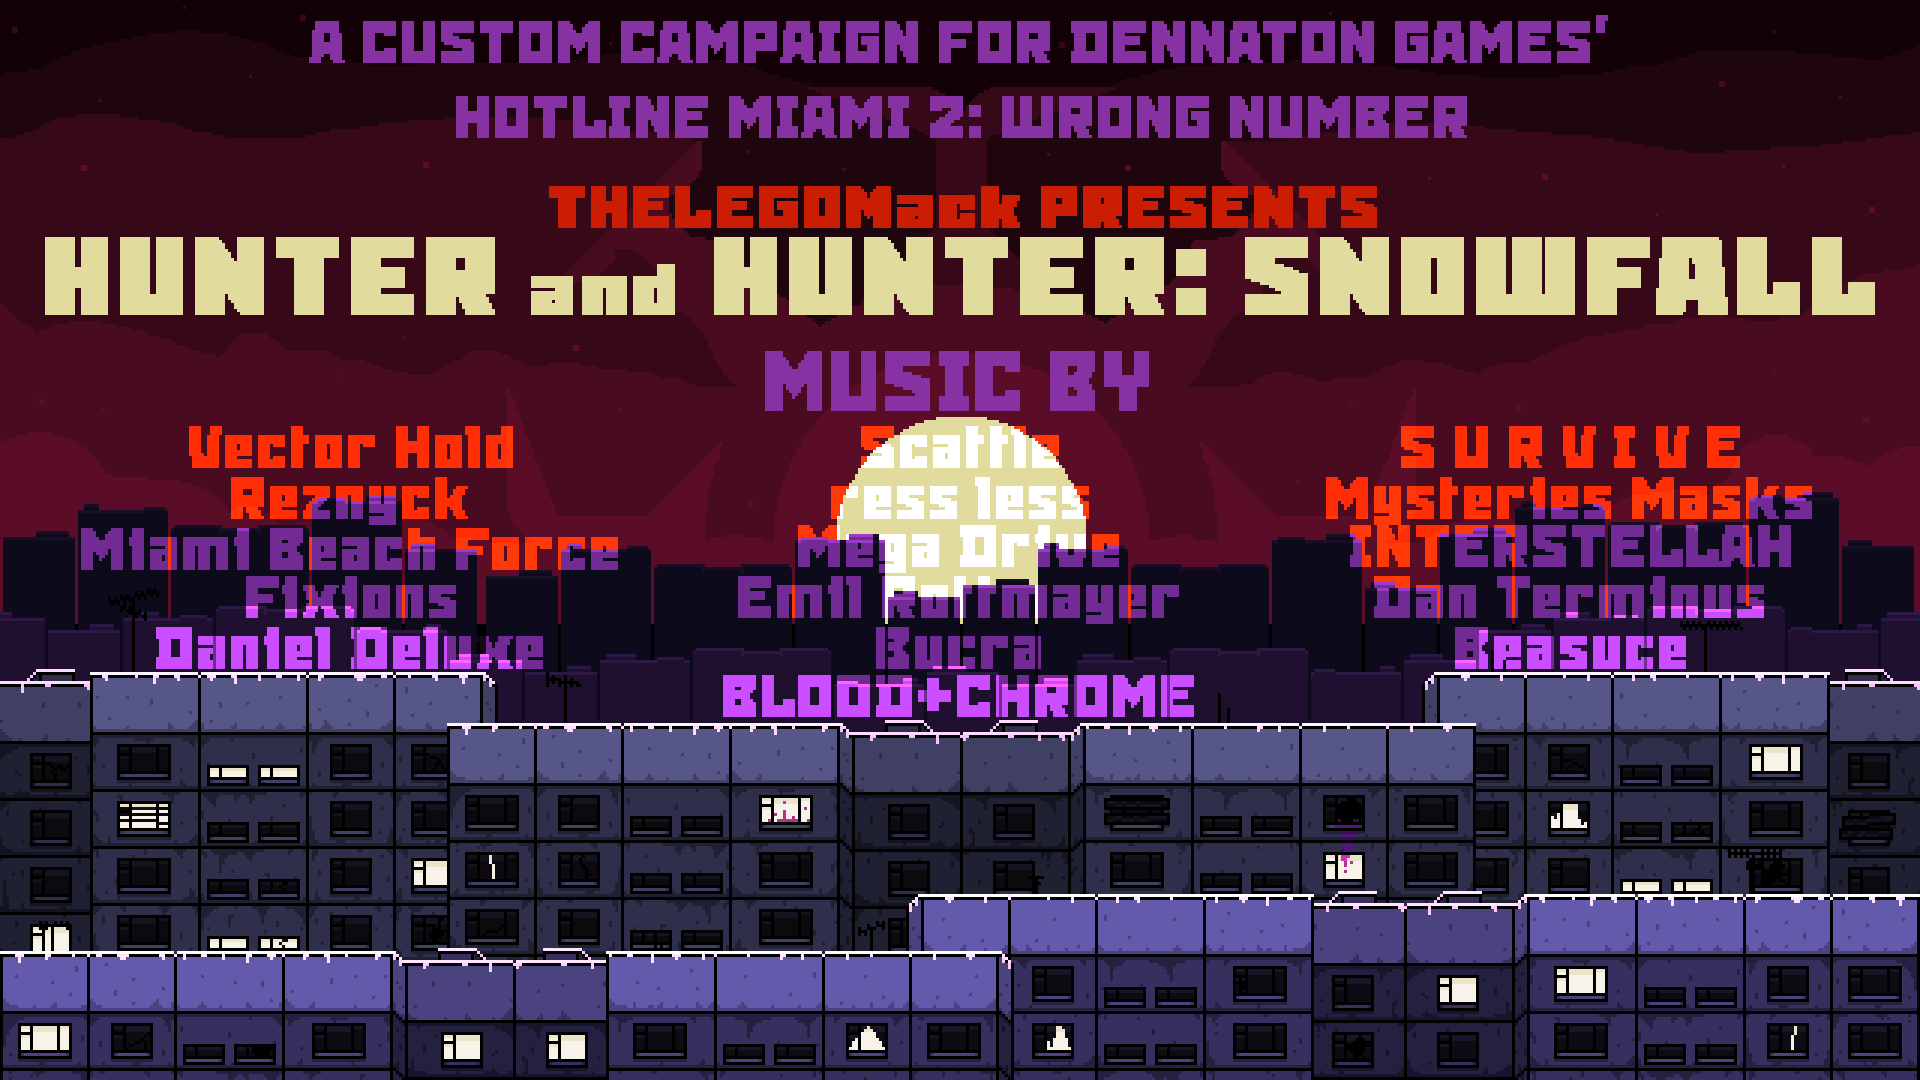 A CUSTOM CAMPAIGN FOR DENNATON GAMES'
HOTLINE MIAMI 2: WRONG NUMBER
THELEGOMack PRESENTS
HUNTER and HUNTER: SNOWFALL
MUSIC BY
Vector Hold
Reznyck
Miami Beach Force
Fixions
Daniel Deluxe
Scattle
less
Mega Drive
Emil Rottmayer
Bucra
BLOOD+CHROME
S U R V I V E
Mysteries Masks
INTERSTELLAH
Dan Terminus
Beasuce